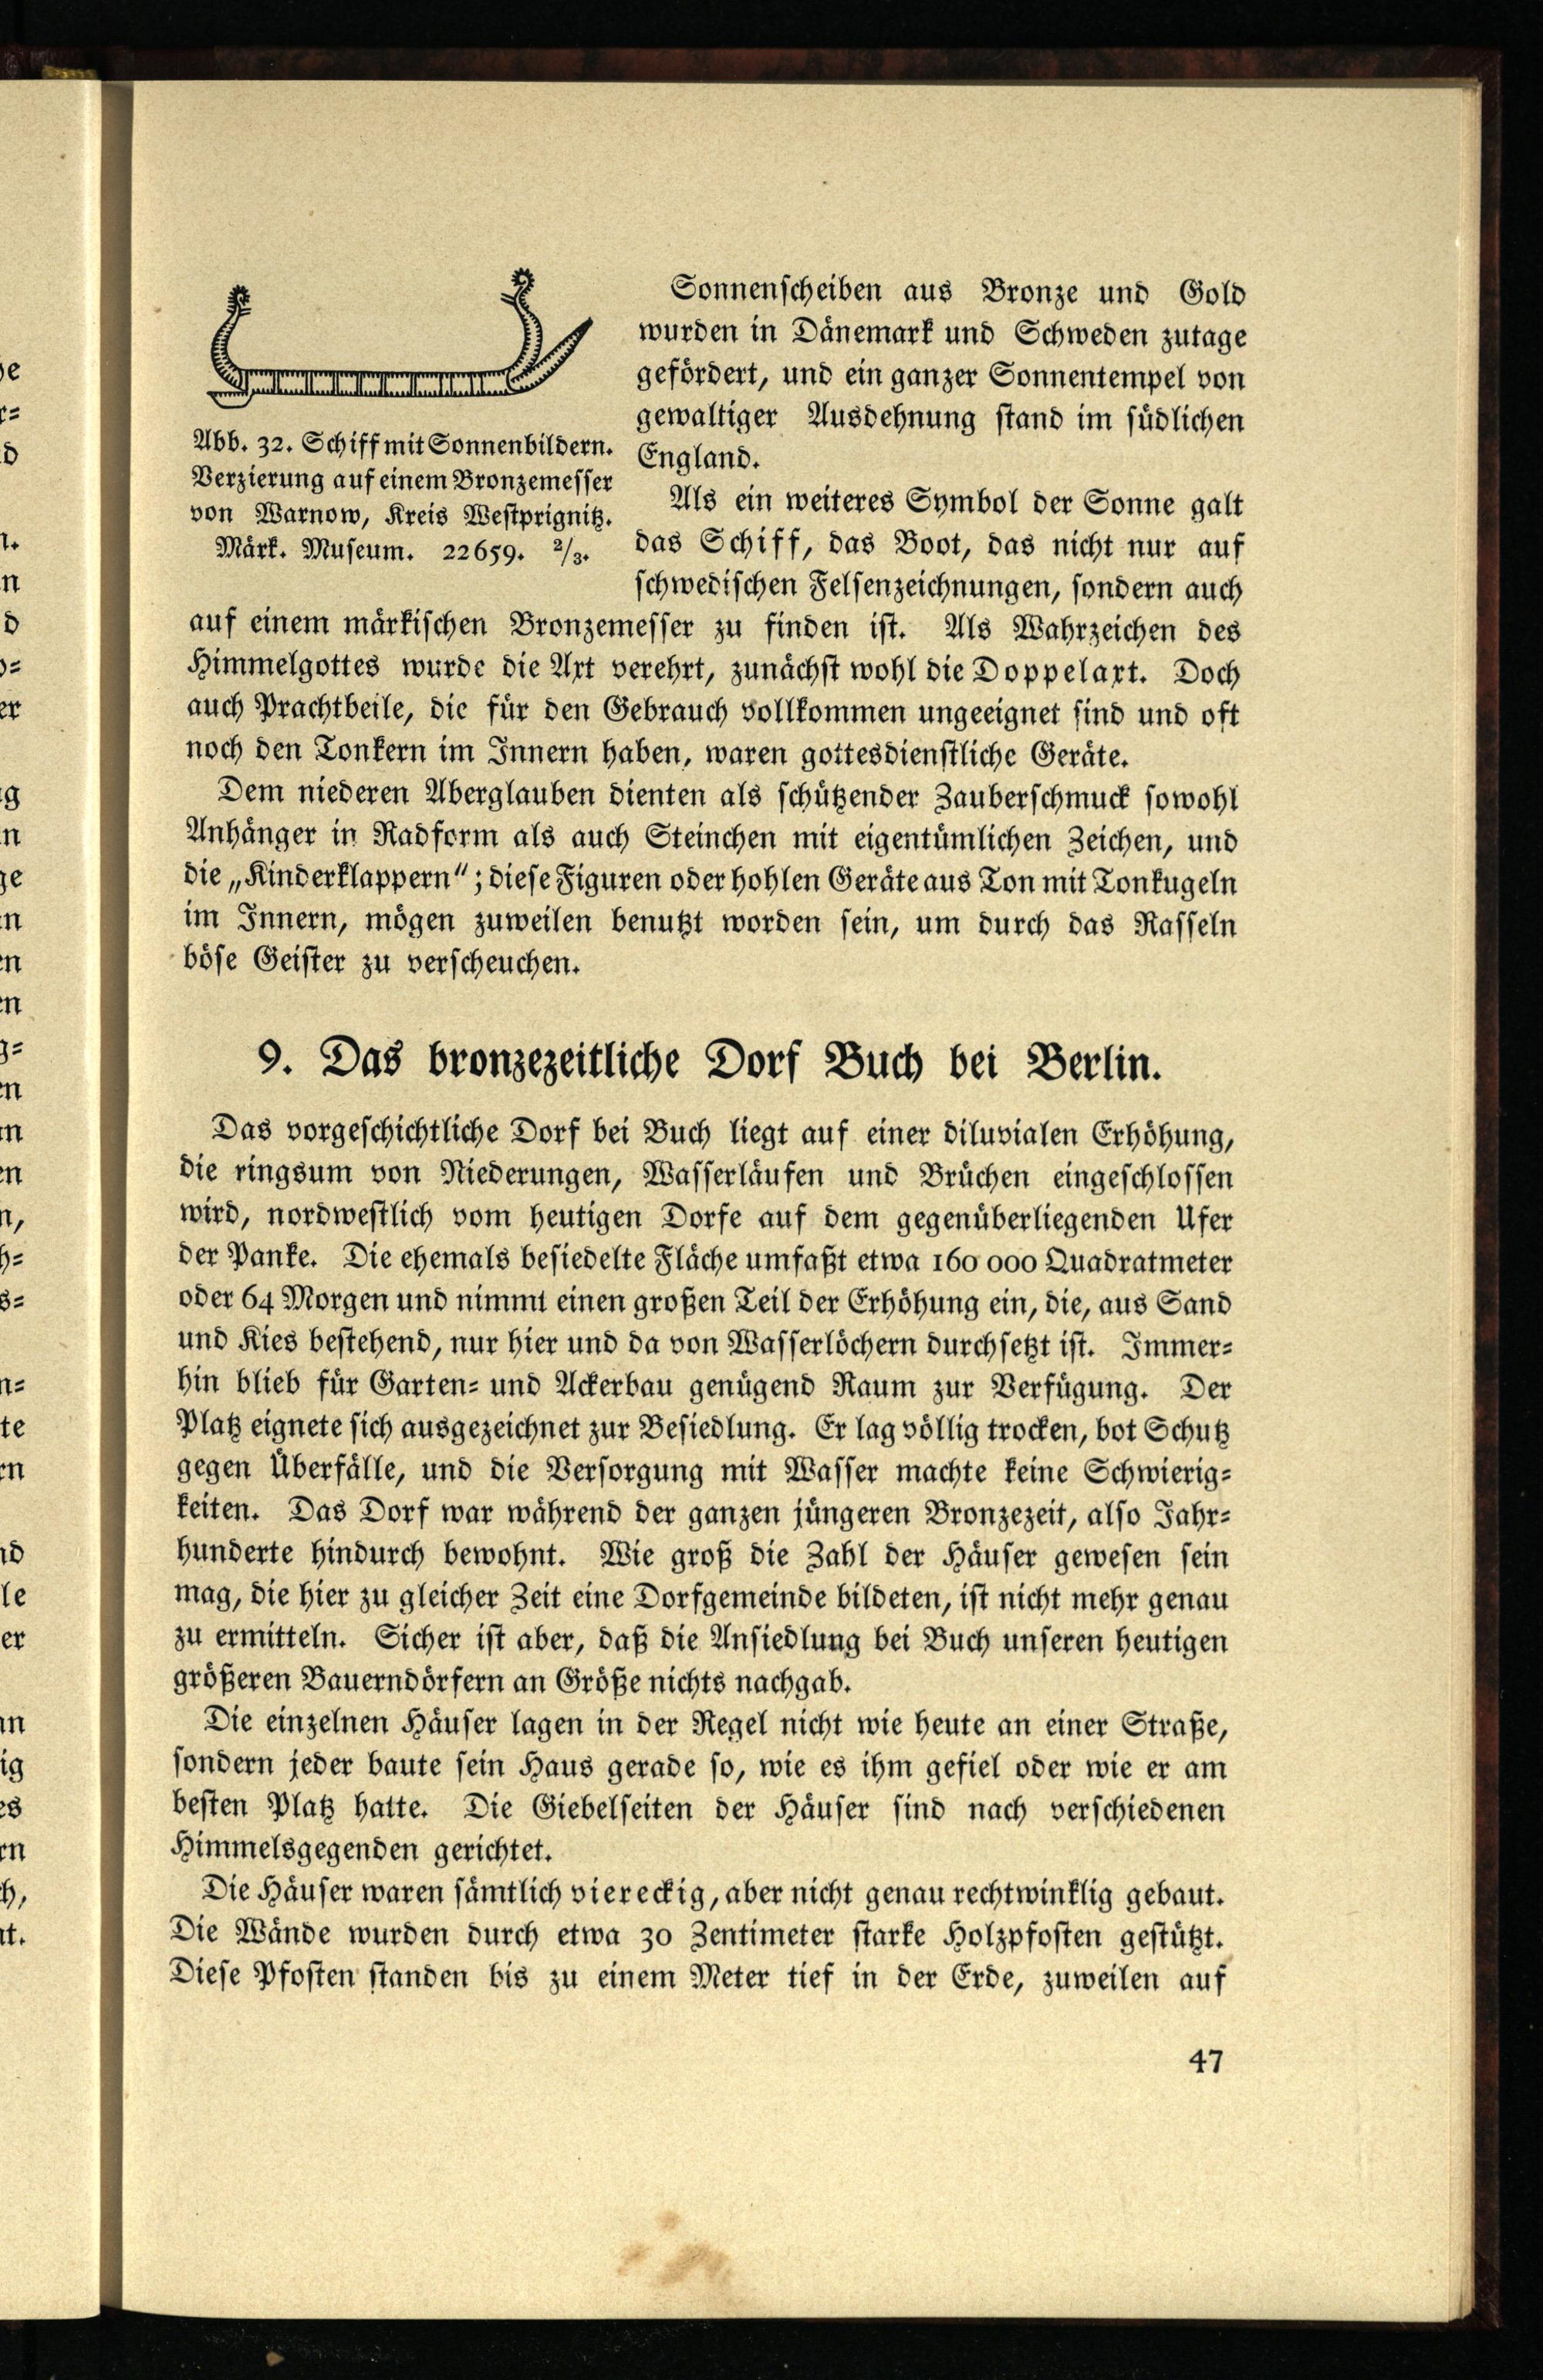 Abb. 32. Schiff mit Sonnenbildern.
Verzierung auf einem Bronzemesser
von Warnow, Kreis Westprignitz.
Märk. Museum. 22659. 2/3.
Sonnenscheiben aus Bronze und Gold
wurden in Dänemark und Schweden zutage
gefördert, und ein ganzer Sonnentempel von
gewaltiger Ausdehnung stand im südlichen
England.
Als ein weiteres Symbol der Sonne galt
das Schiff, das Boot, das nicht nur auf
schwedischen Felsenzeichnungen, sondern auch
auf einem märkischen Bronzemesser zu finden ist. Als Wahrzeichen des
Himmelgottes wurde die Axt verehrt, zunächst wohl die Doppelaxt. Doch
auch Prachtbeile, die für den Gebrauch vollkommen ungeeignet sind und oft
noch den Tonkern im Innern haben, waren gottesdienstliche Geräte.
Dem niederen Aberglauben dienten als schützender Zauberschmuck sowohl
Anhänger in Radform als auch Steinchen mit eigentümlichen Zeichen, und
die „Kinderklappern“; diese Figuren oder hohlen Geräte aus Ton mit Tonkugeln
im Innern, mögen zuweilen benutzt worden sein, um durch das Rasseln
böse Geister zu verscheuchen.
9. Das bronzezeitliche Dorf Buch bei Berlin.
Das vorgeschichtliche Dorf bei Buch liegt auf einer diluvialen Erhöhung,
die ringsum von Niederungen, Wasserläufen und Brüchen eingeschlossen
wird, nordwestlich vom heutigen Dorfe auf dem gegenüberliegenden Ufer
der Panke. Die ehemals besiedelte Fläche umfaßt etwa 160 000 Quadratmeter
oder 64 Morgen und nimmt einen großen Teil der Erhöhung ein, die, aus Sand
und Kies bestehend, nur hier und da von Wasserlöchern durchsetzt ist. Immer-
hin blieb für Garten- und Ackerbau genügend Raum zur Verfügung. Der
Platz eignete sich ausgezeichnet zur Besiedlung. Er lag völlig trocken, bot Schutz
gegen Überfälle, und die Versorgung mit Wasser machte keine Schwierig-
keiten. Das Dorf war während der ganzen jüngeren Bronzezeit, also Jahr-
hunderte hindurch bewohnt. Wie groß die Zahl der Häuser gewesen sein
mag, die hier zu gleicher Zeit eine Dorfgemeinde bildeten, ist nicht mehr genau
zu ermitteln. Sicher ist aber, daß die Ansiedlung bei Buch unseren heutigen
größeren Bauerndörfern an Größe nichts nachgab.
Die einzelnen Häuser lagen in der Regel nicht wie heute an einer Straße,
sondern jeder baute sein Haus gerade so, wie es ihm gefiel oder wie er am
besten Platz hatte. Die Giebelseiten der Häuser sind nach verschiedenen
Himmelsgegenden gerichtet.
Die Häuser waren sämtlich viereckig, aber nicht genau rechtwinklig gebaut.
Die Wände wurden durch etwa 30 Zentimeter starke Holzpfosten gestützt.
Diese Pfosten standen bis zu einem Meter tief in der Erde, zuweilen auf
47